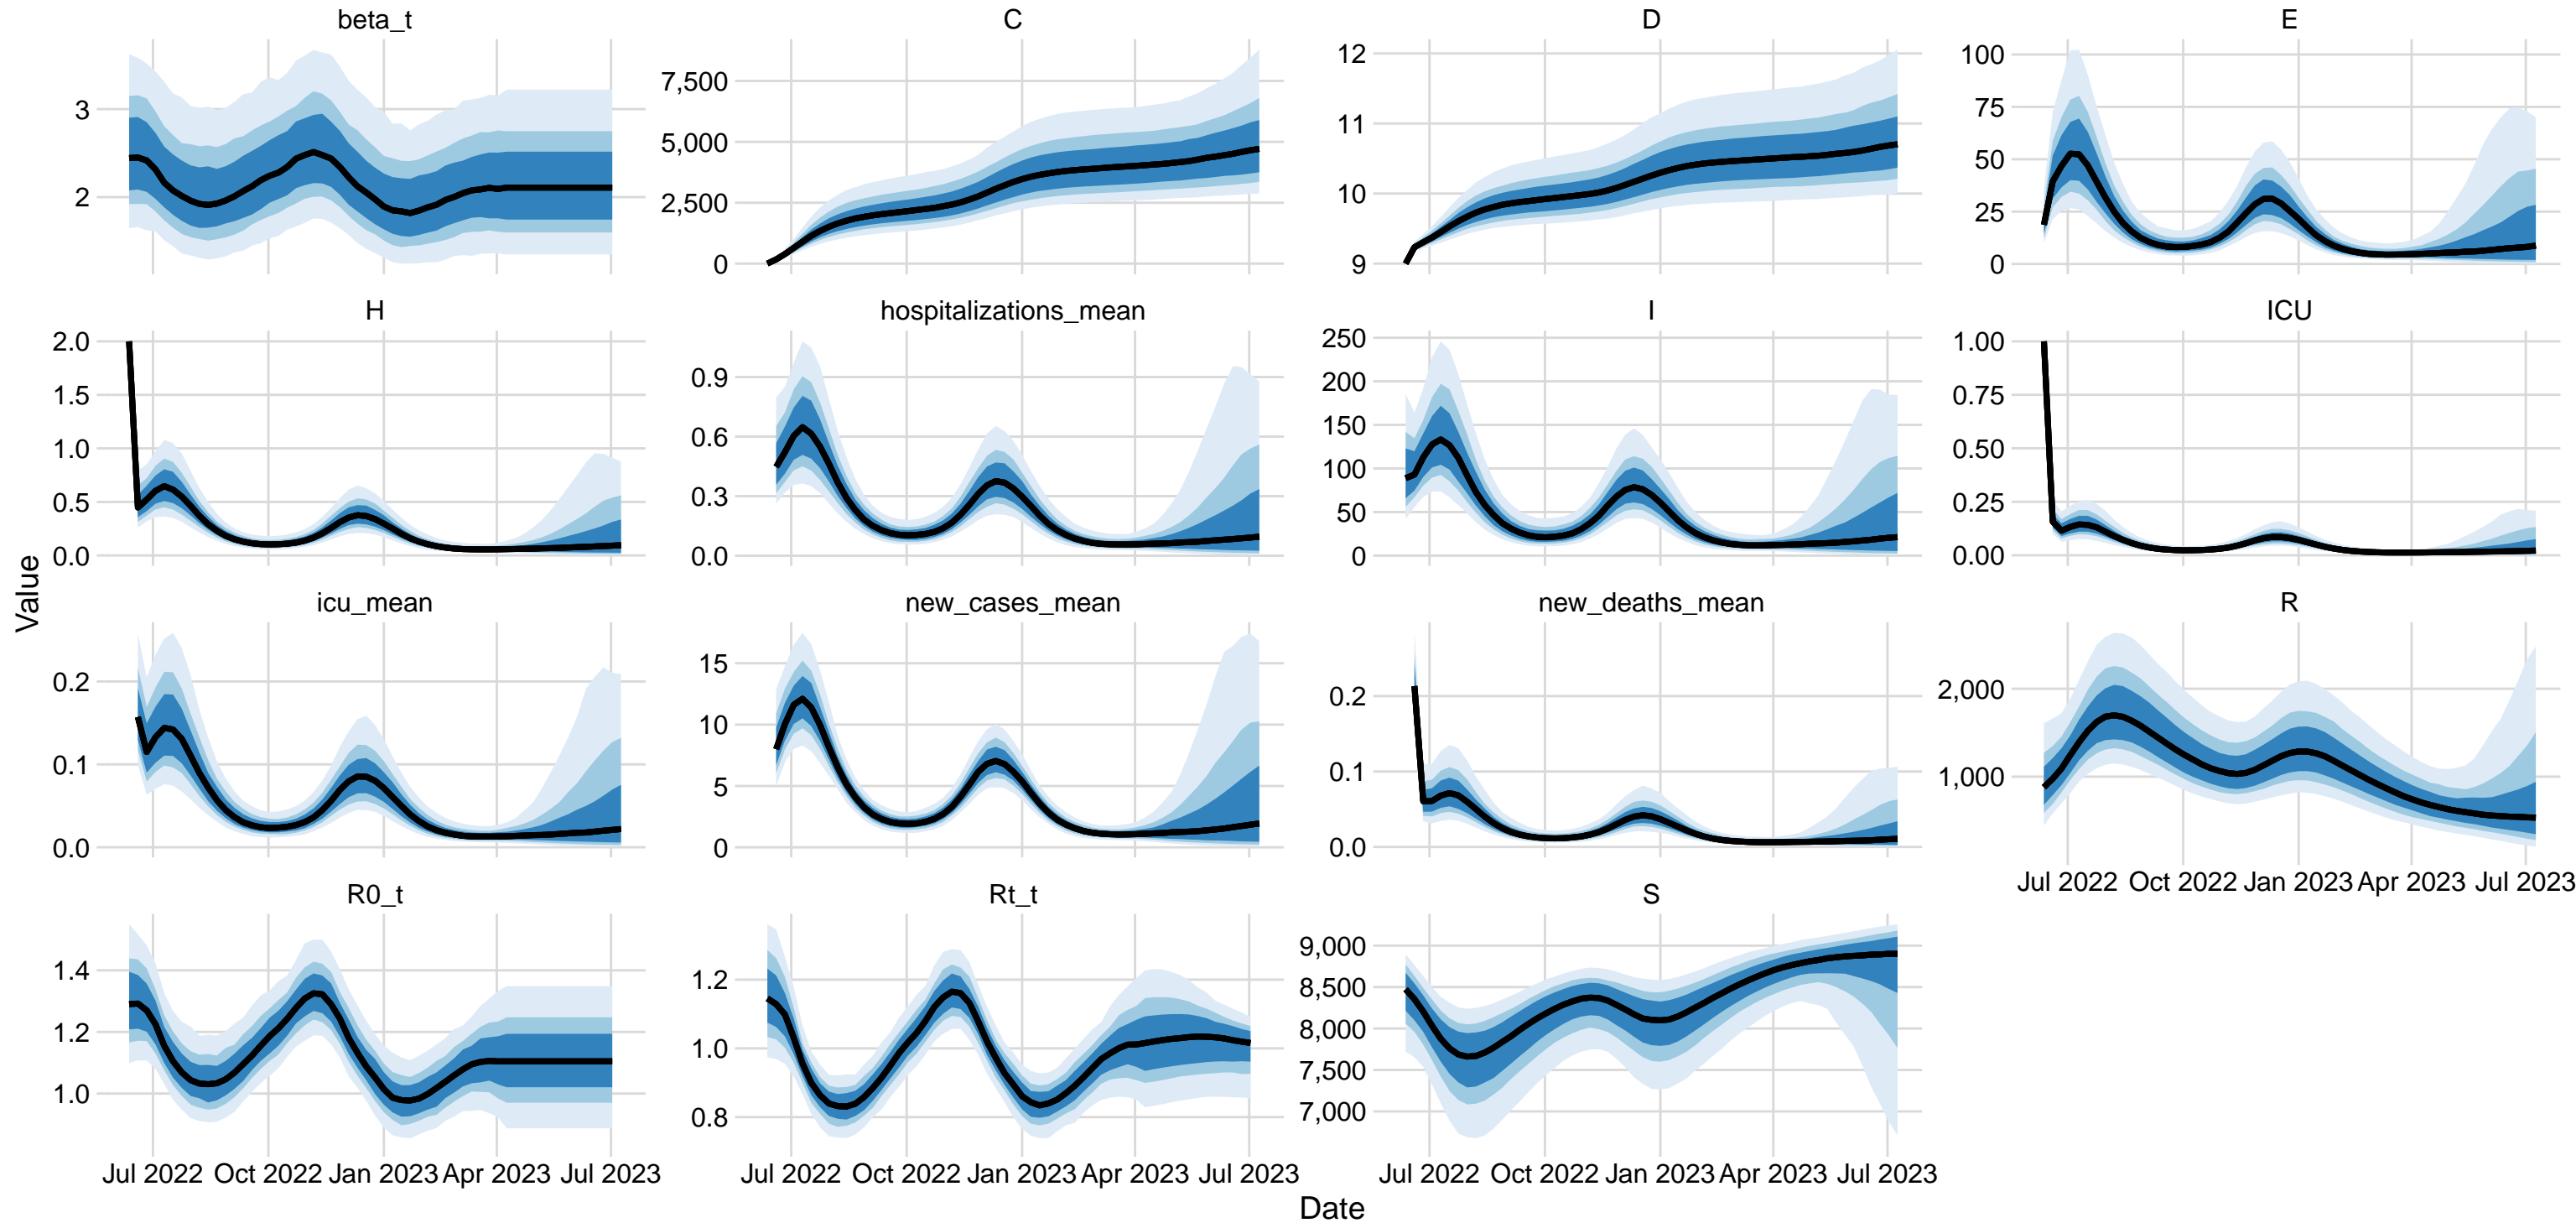 beta_t
C
D
E
3
2
7,500
5,000
2,500
0
12
11
10
9
100
75
50
25
0
H
hospitalizations_mean
I
ICU
2.0
1.5
1.0
0.5
0.0
0.9
0.6
0.3
0.0
250
200
150
100
50
0
1.00
0.75
0.50
0.25
0.00
Value
icu_mean
new_cases_mean
new_deaths_mean
R
0.2
0.1
0.0
15
10
5
0
0.2
0.1
0.0
2,000
1,000
Jul 2022 Oct 2022 Jan 2023 Apr 2023 Jul 2023
R0_t
Rt_t
S
1.4
1.2
1.0
1.2
1.0
0.8
9,000
8,500
8,000
7,500
7,000
Jul 2022 Oct 2022 Jan 2023 Apr 2023 Jul 2023
Jul 2022 Oct 2022 Jan 2023 Apr 2023 Jul 2023
Jul 2022 Oct 2022 Jan 2023 Apr 2023 Jul 2023
Date